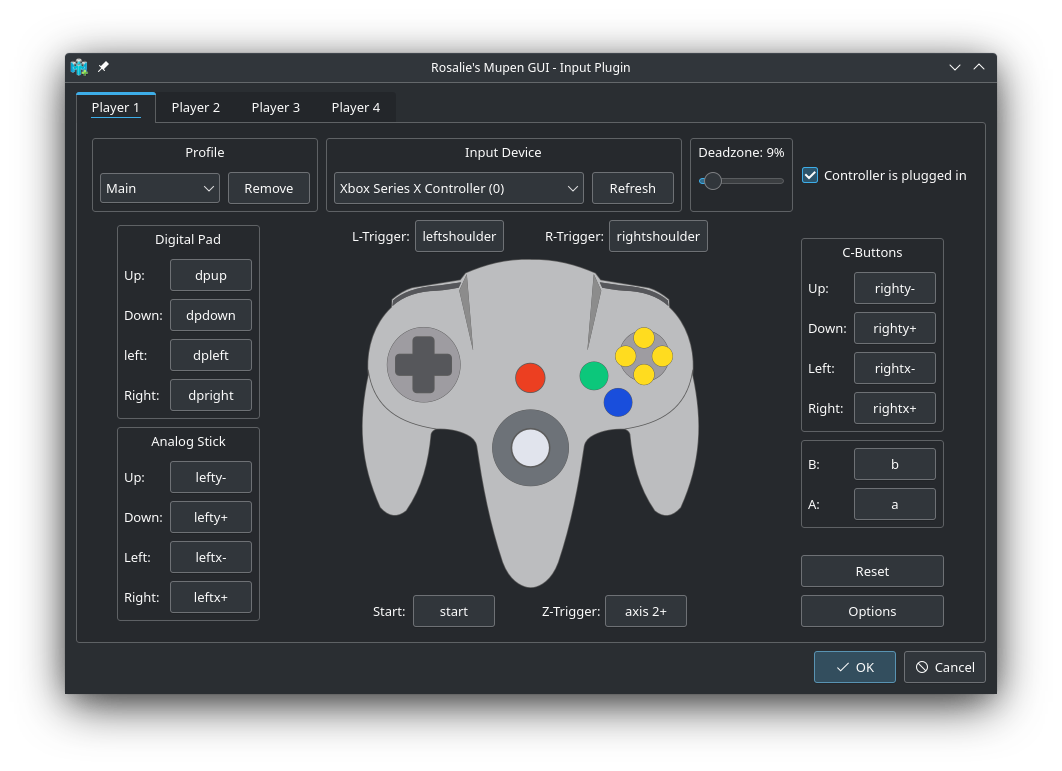 Rosalie's Mupen GUI - Input Plugin
Player 1 Player 2 Player 3 Player 4
Profile
Main Remove
Input Device
Xbox Series X Controller (0) Refresh
Deadzone: 9%
Controller is plugged in
Digital Pad
Up: dpup
Down: dpdown
left: dpleft
Right: dpright
Analog Stick
Up: lefty-
Down: lefty+
Left: leftx-
Right: leftx+
L-Trigger: leftshoulder
R-Trigger: rightshoulder
Start: start
Z-Trigger: axis 2+
C-Buttons
Up: righty-
Down: righty+
Left: rightx-
Right: rightx+
B: b
A: a
Reset
Options
OK Cancel